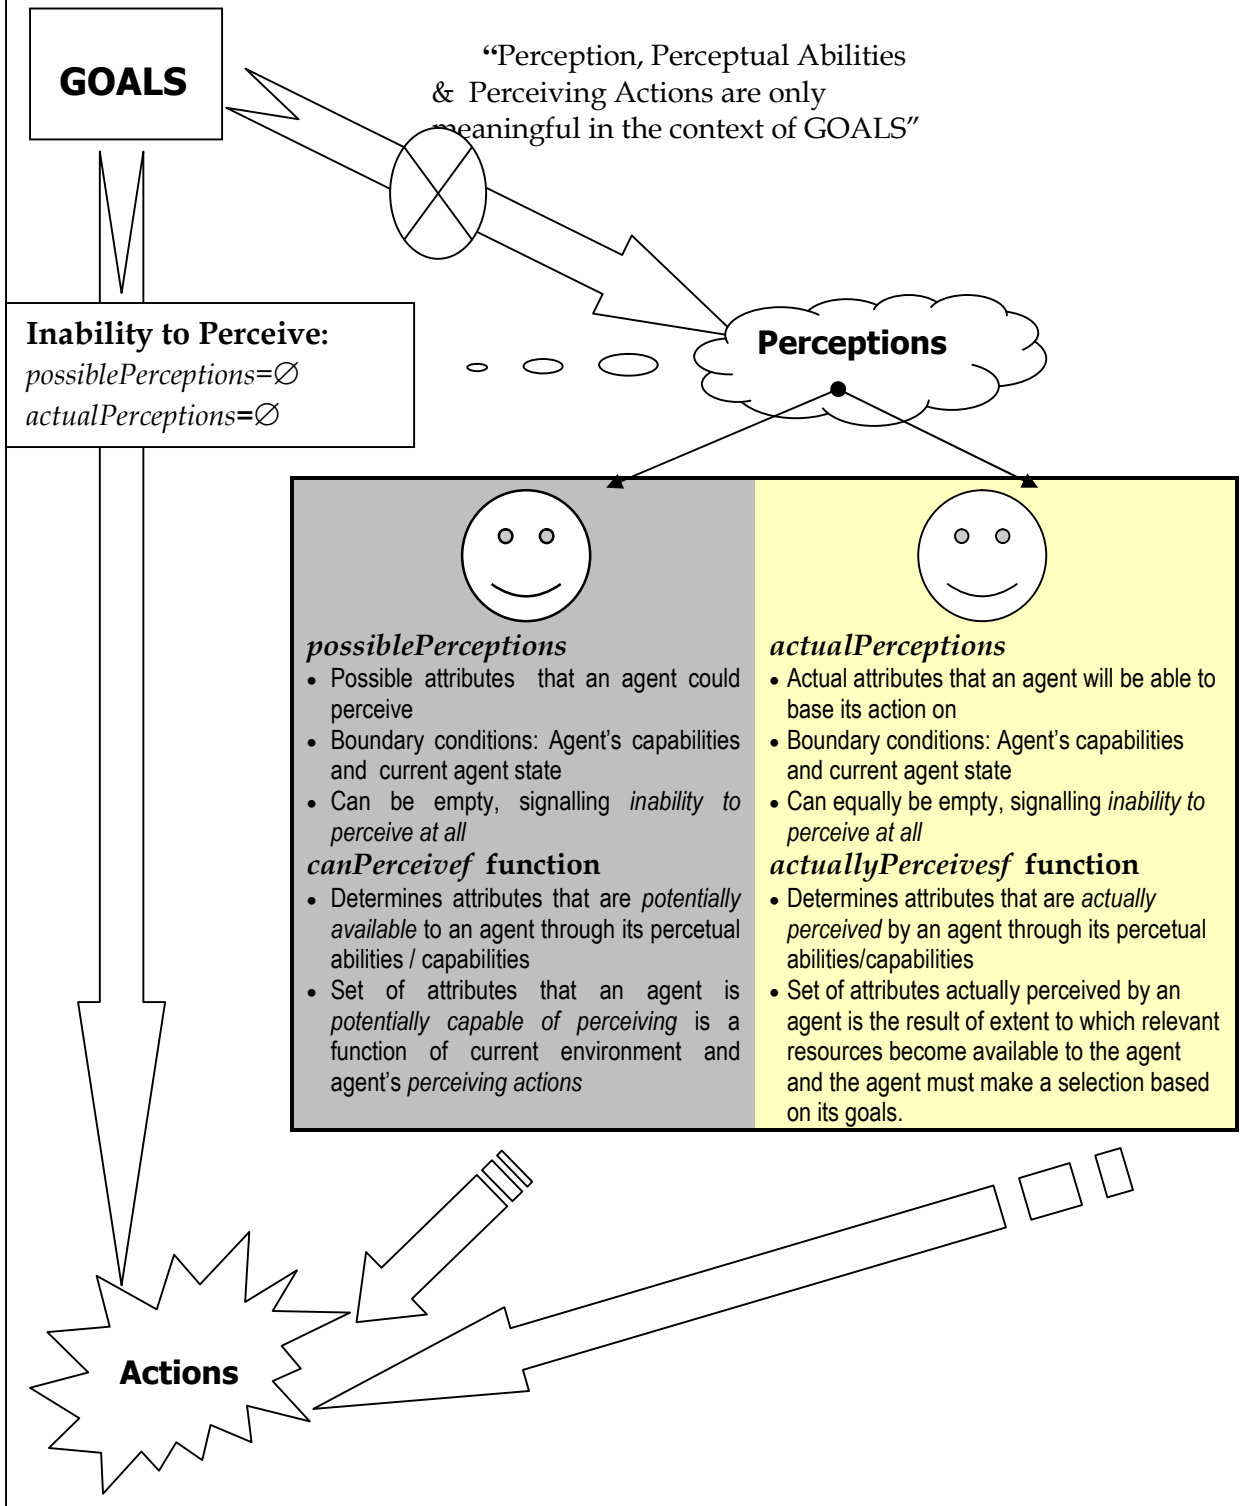 GOALS
“Perception, Perceptual Abilities
& Perceiving Actions are only
meaningful in the context of GOALS”
Inability to Perceive:
possiblePerceptions=∅
actualPerceptions=∅
Perceptions
possiblePerceptions
• Possible attributes that an agent could
perceive
• Boundary conditions: Agent’s capabilities
and current agent state
• Can be empty, signalling inability to
perceive at all
canPerceivef function
• Determines attributes that are potentially
available to an agent through its percetual
abilities / capabilities
• Set of attributes that an agent is
potentially capable of perceiving is a
function of current environment and
agent’s perceiving actions
actualPerceptions
• Actual attributes that an agent will be able to
base its action on
• Boundary conditions: Agent’s capabilities
and current agent state
• Can equally be empty, signalling inability to
perceive at all
actuallyPerceivesf function
• Determines attributes that are actually
perceived by an agent through its percetual
abilities/capabilities
• Set of attributes actually perceived by an
agent is the result of extent to which relevant
resources become available to the agent
and the agent must make a selection based
on its goals.
Actions